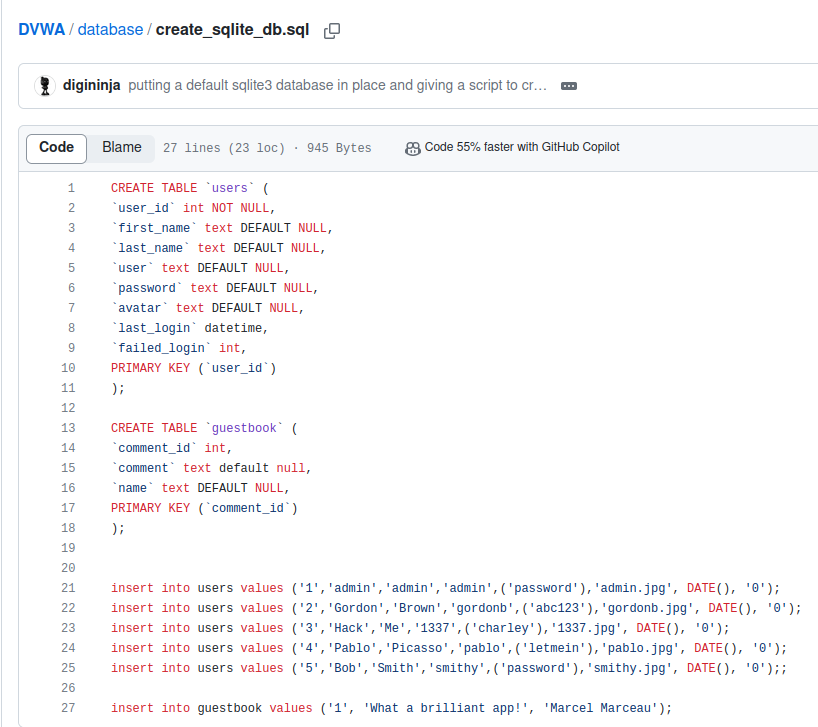 DVWA / database / create_sqlite_db.sql
digininja putting a default sqlite3 database in place and giving a script to cr…
Code Blame 27 lines (23 loc) · 945 Bytes Code 55% faster with GitHub Copilot
1 CREATE TABLE `users` (
2 `user_id` int NOT NULL,
3 `first_name` text DEFAULT NULL,
4 `last_name` text DEFAULT NULL,
5 `user` text DEFAULT NULL,
6 `password` text DEFAULT NULL,
7 `avatar` text DEFAULT NULL,
8 `last_login` datetime,
9 `failed_login` int,
10 PRIMARY KEY (`user_id`)
11 );
12
13 CREATE TABLE `guestbook` (
14 `comment_id` int,
15 `comment` text default null,
16 `name` text DEFAULT NULL,
17 PRIMARY KEY (`comment_id`)
18 );
19
20
21 insert into users values ('1','admin','admin','admin',('password'),'admin.jpg', DATE(), '0');
22 insert into users values ('2','Gordon','Brown','gordonb',('abc123'),'gordonb.jpg', DATE(), '0');
23 insert into users values ('3','Hack','Me','1337',('charley'),'1337.jpg', DATE(), '0');
24 insert into users values ('4','Pablo','Picasso','pablo',('letmein'),'pablo.jpg', DATE(), '0');
25 insert into users values ('5','Bob','Smith','smithy',('password'),'smithy.jpg', DATE(), '0');;
26
27 insert into guestbook values ('1', 'What a brilliant app!', 'Marcel Marceau');